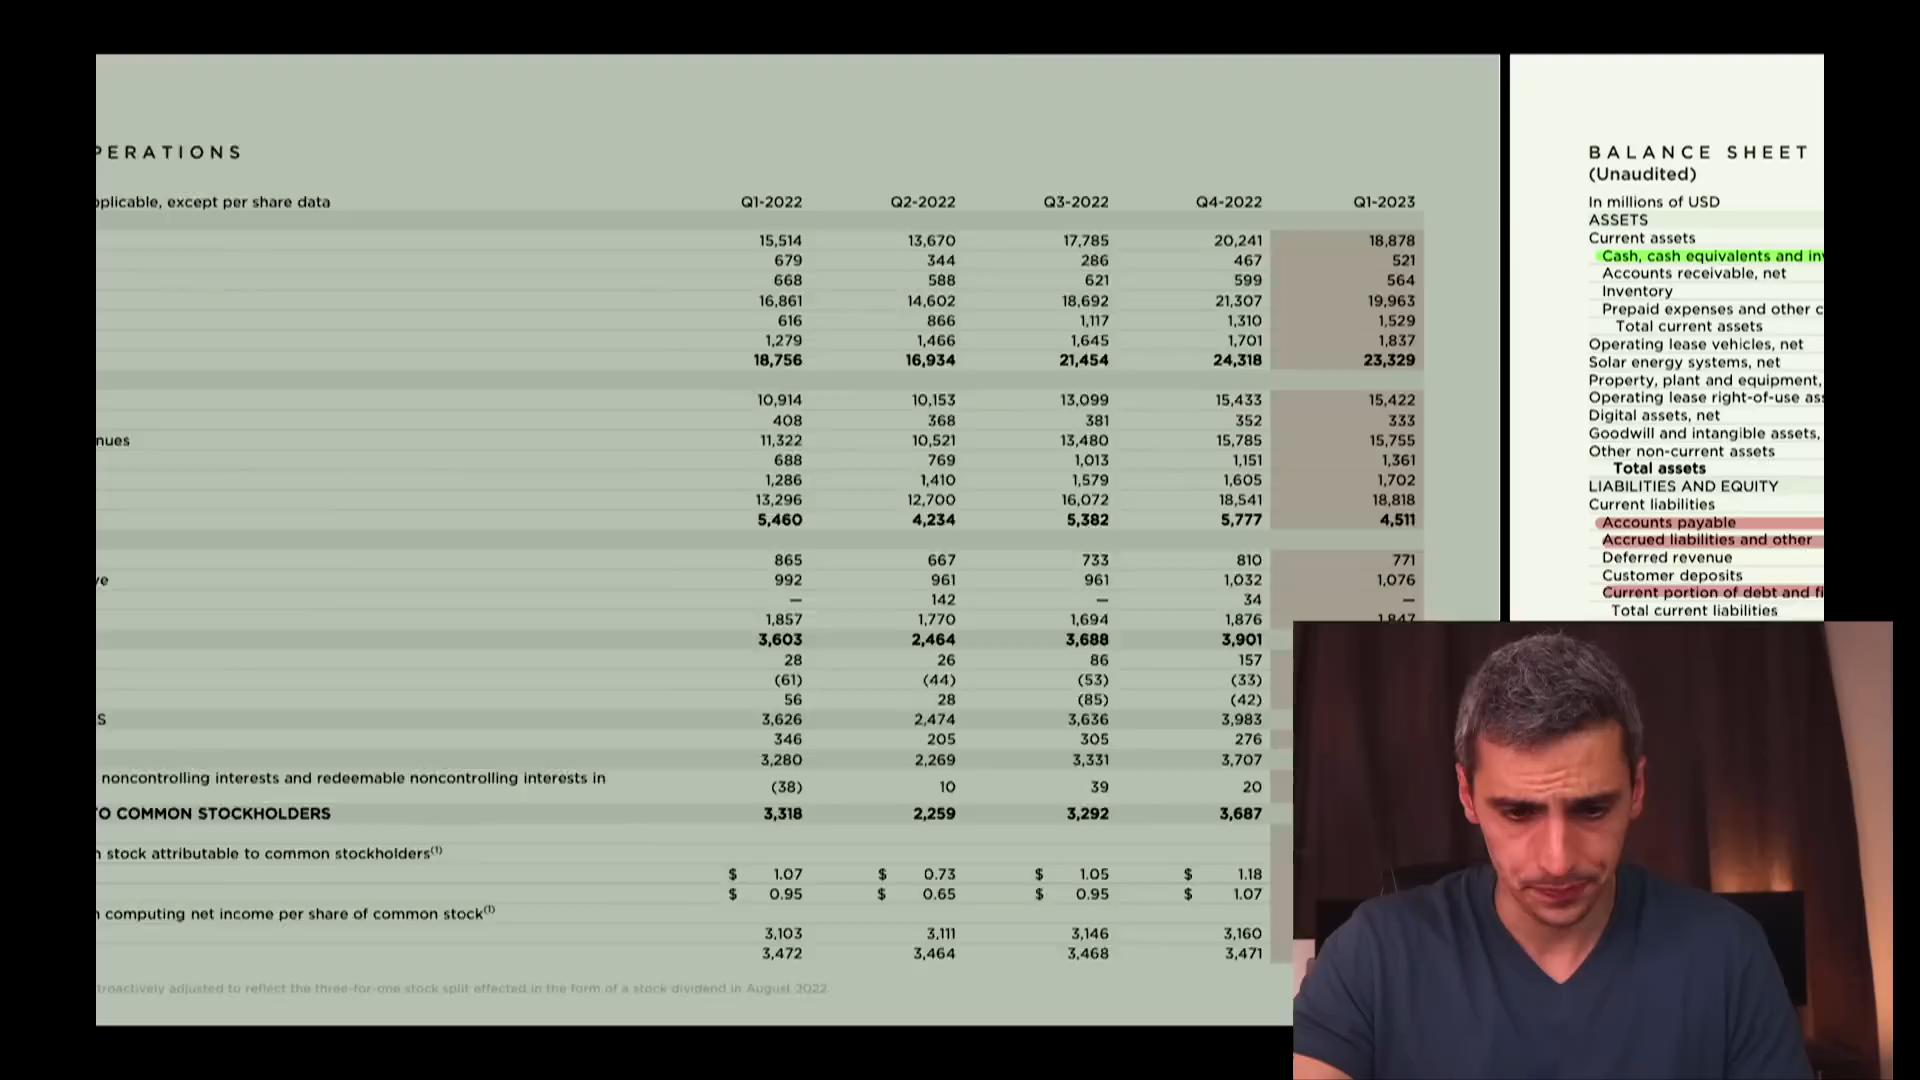 PERATIONS
plicable, except per share data Q1-2022 Q2-2022 Q3-2022 Q4-2022 Q1-2023
15,514 13,670 17,785 20,241 18,878
679 344 286 467 521
668 588 621 599 564
16,861 14,602 18,692 21,307 19,963
616 866 1,117 1,310 1,529
1,279 1,466 1,645 1,701 1,837
18,756 16,934 21,454 24,318 23,329
10,914 10,153 13,099 15,433 15,422
408 368 381 352 333
nues 11,322 10,521 13,480 15,785 15,755
688 769 1,013 1,151 1,361
1,286 1,410 1,579 1,605 1,702
13,296 12,700 16,072 18,541 18,818
5,460 4,234 5,382 5,777 4,511
865 667 733 810 771
ve 992 961 961 1,032 1,076
— 142 — 34 —
1,857 1,770 1,694 1,876 1,847
3,603 2,464 3,688 3,901
28 26 86 157
(61) (44) (53) (33)
56 28 (85) (42)
S 3,626 2,474 3,636 3,983
346 205 305 276
3,280 2,269 3,331 3,707
noncontrolling interests and redeemable noncontrolling interests in
(38) 10 39 20
O COMMON STOCKHOLDERS 3,318 2,259 3,292 3,687
n stock attributable to common stockholders(1)
$ 1.07 $ 0.73 $ 1.05 $ 1.18
$ 0.95 $ 0.65 $ 0.95 $ 1.07
n computing net income per share of common stock(1)
3,103 3,111 3,146 3,160
3,472 3,464 3,468 3,471
troactively adjusted to reflect the three-for-one stock split effected in the form of a stock dividend in August 2022.
BALANCE SHEET
(Unaudited)
In millions of USD
ASSETS
Current assets
Cash, cash equivalents and inv
Accounts receivable, net
Inventory
Prepaid expenses and other c
Total current assets
Operating lease vehicles, net
Solar energy systems, net
Property, plant and equipment,
Operating lease right-of-use ass
Digital assets, net
Goodwill and intangible assets,
Other non-current assets
Total assets
LIABILITIES AND EQUITY
Current liabilities
Accounts payable
Accrued liabilities and other
Deferred revenue
Customer deposits
Current portion of debt and fi
Total current liabilities